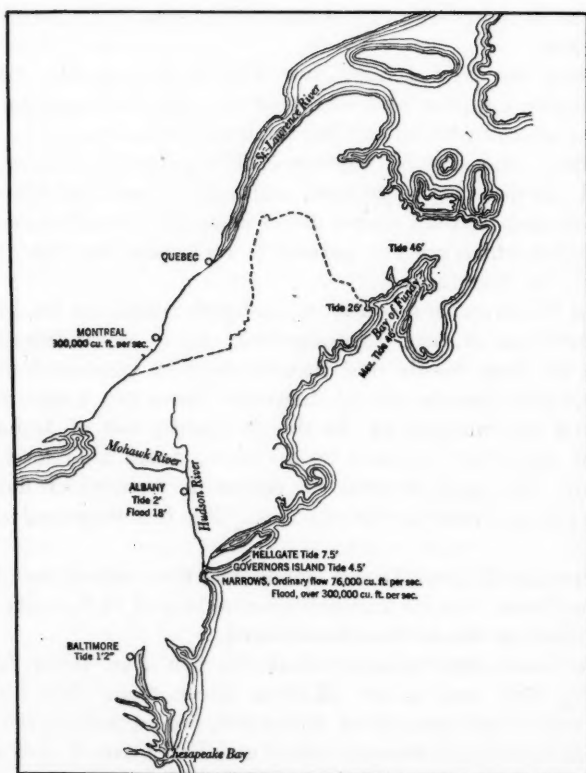 St. Lawrence River
QUEBEC
Tide 46'
Tide 26'
Bay of Fundy
Max. Tide 46'
MONTREAL
300,000 cu. ft. per sec.
Mohawk River
Hudson River
ALBANY
Tide 2'
Flood 18'
HELLGATE Tide 7.5'
GOVERNORS ISLAND Tide 4.5'
NARROWS, Ordinary flow 76,000 cu. ft. per sec.
Flood, over 300,000 cu. ft. per sec.
BALTIMORE
Tide 1'2"
Chesapeake Bay